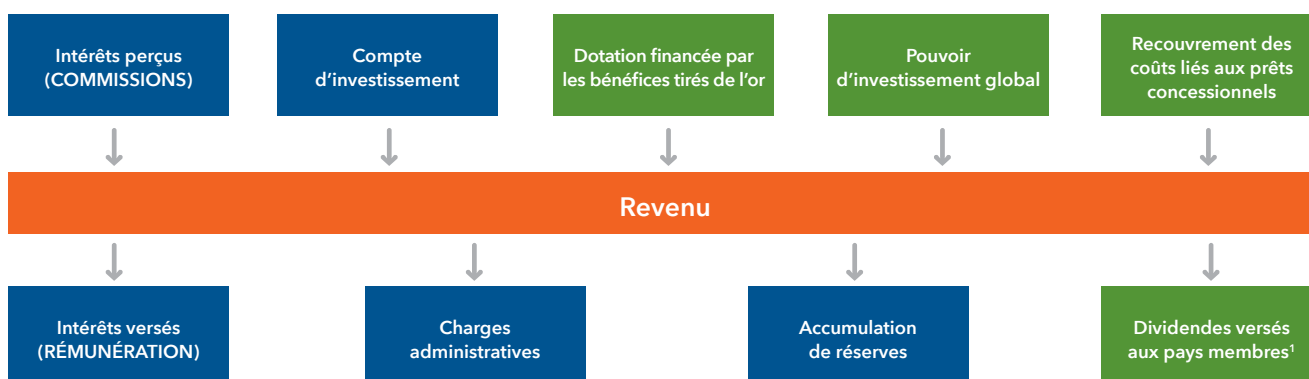 Intérêts perçus
(COMMISSIONS)
Compte
d’investissement
Dotation financée par
les bénéfices tirés de l’or
Pouvoir
d’investissement global
Recouvrement des
coûts liés aux prêts
concessionnels
Revenu
Intérêts versés
(RÉMUNÉRATION)
Charges
administratives
Accumulation
de réserves
Dividendes versés
aux pays membres¹